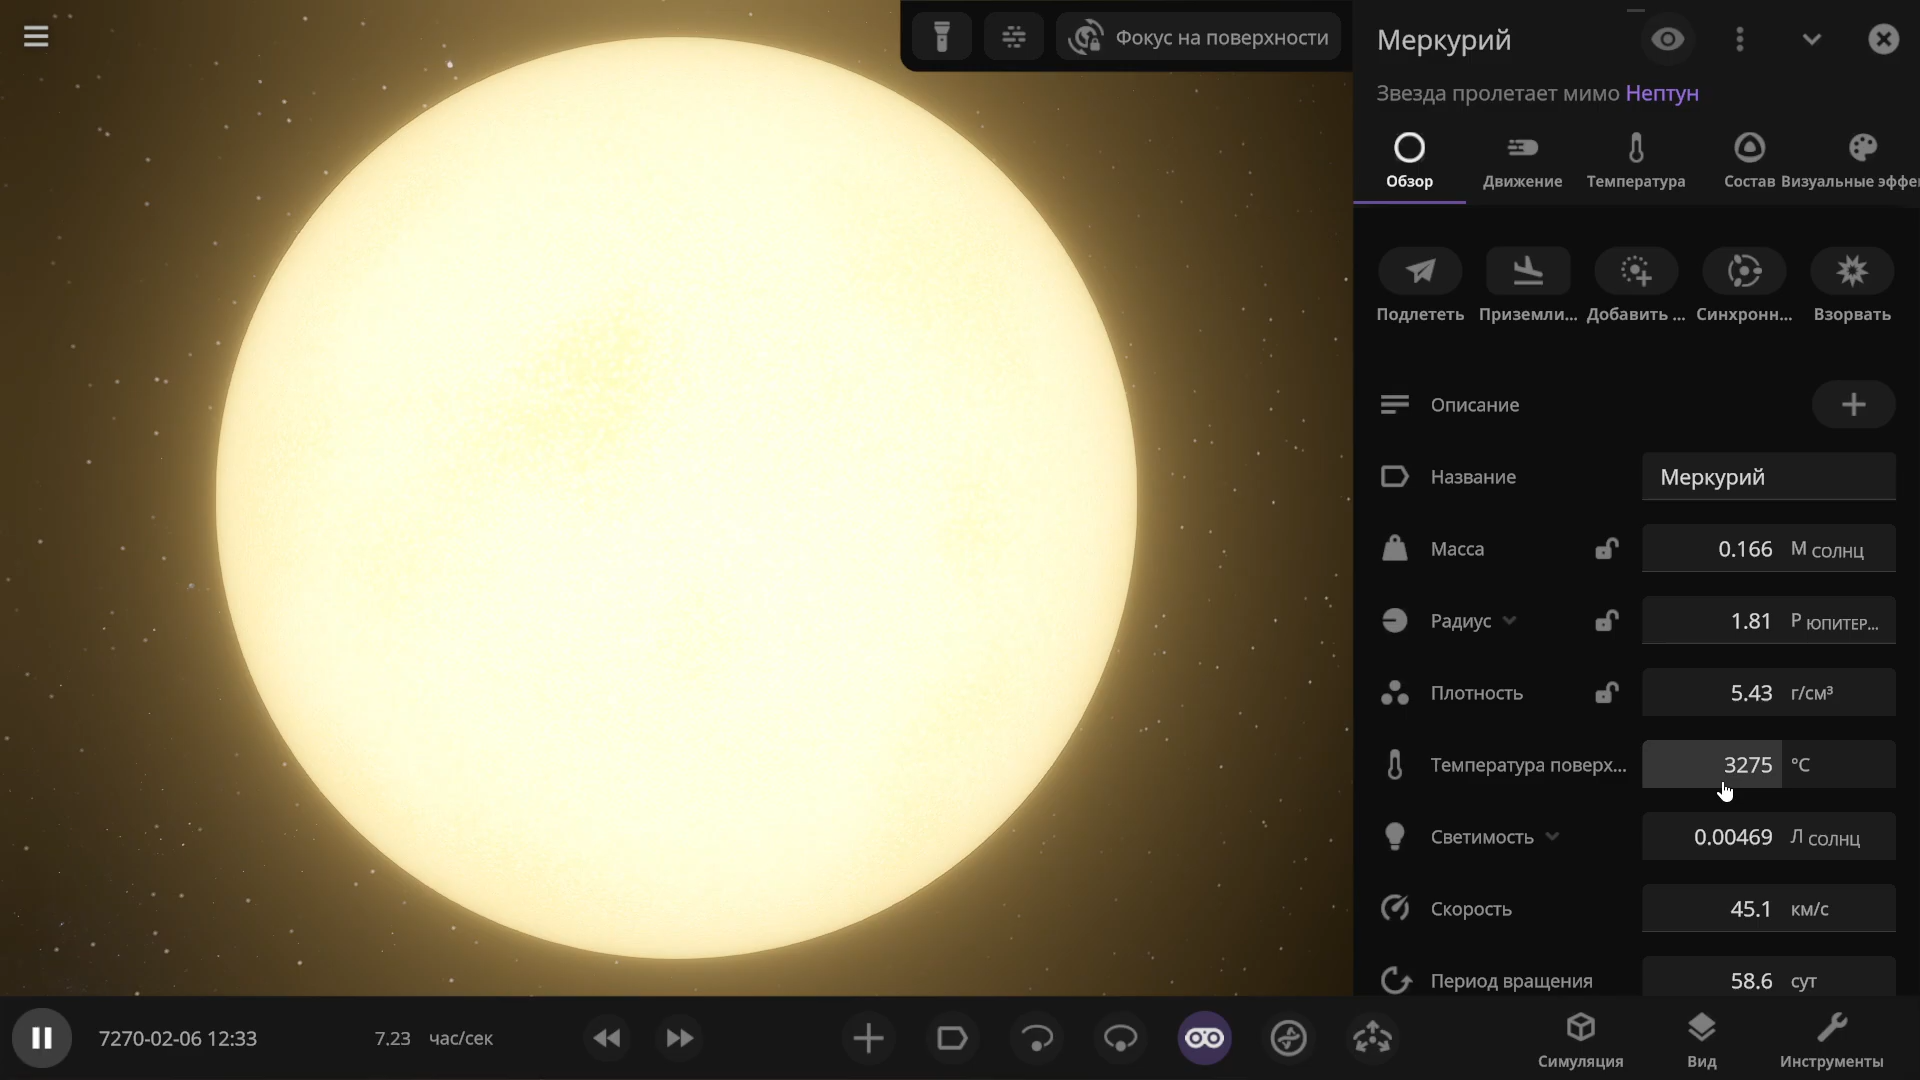 Фокус на поверхности
Меркурий
Звезда пролетает мимо Нептун
Обзор
Движение
Температура
Состав
Визуальные эффе
Подлететь
Приземли...
Добавить ...
Синхронн...
Взорвать
Описание
Название Меркурий
Масса 0.166 М солнц
Радиус 1.81 Р юпитер...
Плотность 5.43 г/см³
Температура поверх... 3275 °C
Светимость 0.00469 Л солнц
Скорость 45.1 км/с
Период вращения 58.6 сут
7270-02-06 12:33
7.23 час/сек
Симуляция
Вид
Инструменты